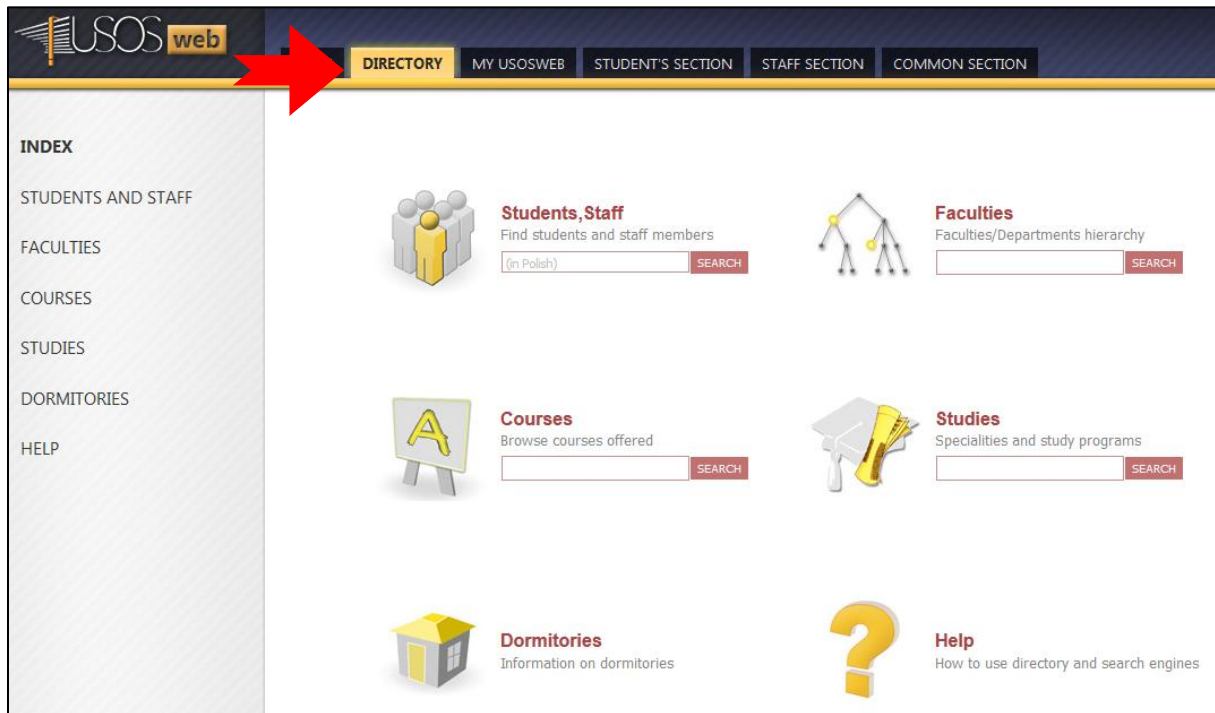 USOS web
DIRECTORY MY USOSWEB STUDENT'S SECTION STAFF SECTION COMMON SECTION
INDEX
STUDENTS AND STAFF
FACULTIES
COURSES
STUDIES
DORMITORIES
HELP
Students,Staff
Find students and staff members
(in Polish) SEARCH
Faculties
Faculties/Departments hierarchy
SEARCH
A
Courses
Browse courses offered
SEARCH
Studies
Specialities and study programs
SEARCH
Dormitories
Information on dormitories
?
Help
How to use directory and search engines